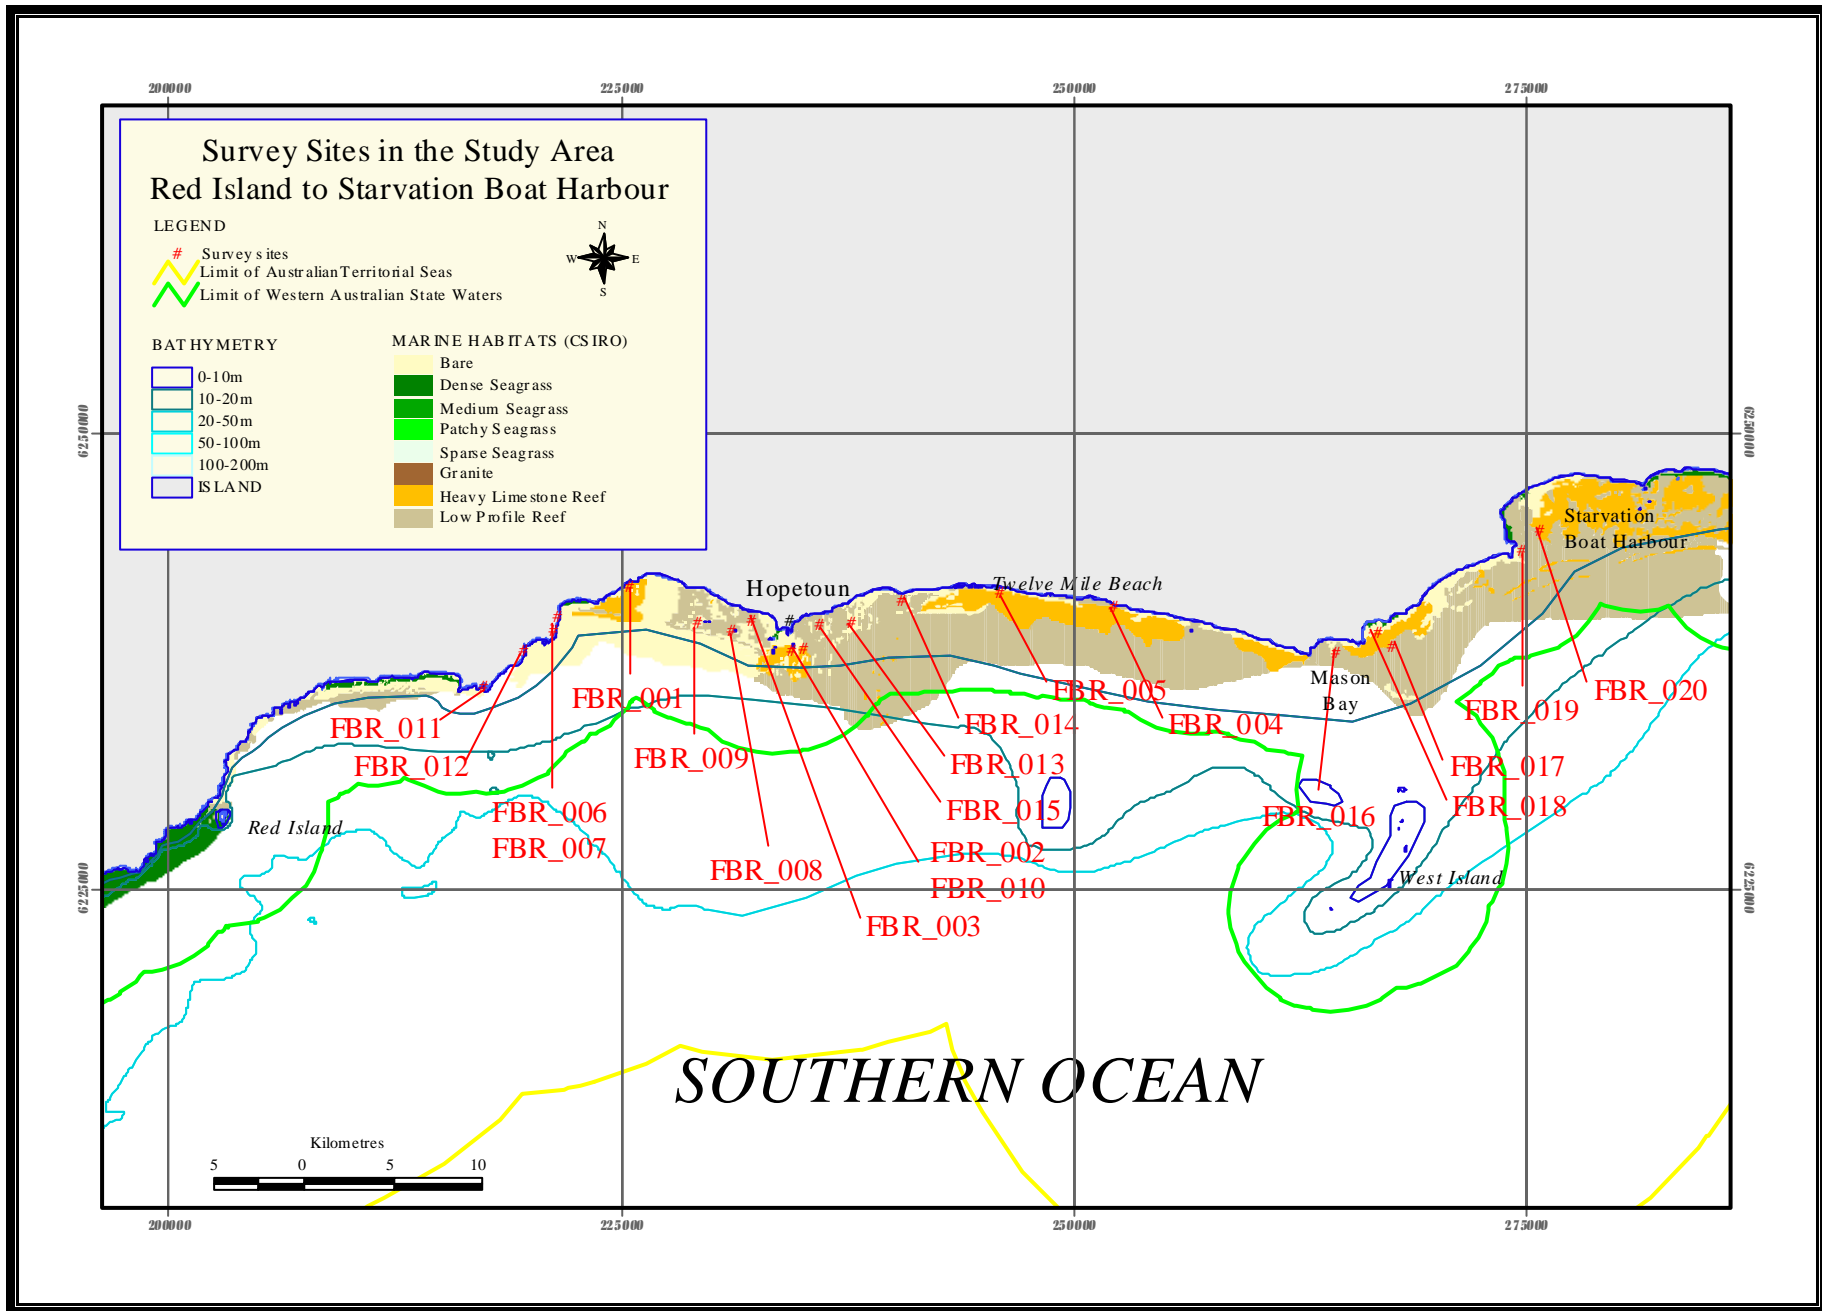 200000 225000 250000 275000
Survey Sites in the Study Area
Red Island to Starvation Boat Harbour
LEGEND
# Survey sites
Limit of Australian Territorial Seas
Limit of Western Australian State Waters
N
W E
S
BATHYMETRY
0-10m
10-20m
20-50m
50-100m
100-200m
ISLAND
MARINE HABITATS (CSIRO)
Bare
Dense Seagrass
Medium Seagrass
Patchy Seagrass
Sparse Seagrass
Granite
Heavy Limestone Reef
Low Profile Reef
6250000 6250000
Starvation
Boat Harbour
Hopetoun
Twelve Mile Beach
Mason
Bay
FBR_001
FBR_005
FBR_020
FBR_019
FBR_011
FBR_014
FBR_004
FBR_009
FBR_012
FBR_013
FBR_017
FBR_006
FBR_007
FBR_015
FBR_016
FBR_018
Red Island
FBR_008
FBR_002
FBR_010
West Island
FBR_003
6225000 6225000
SOUTHERN OCEAN
Kilometres
5 0 5 10
200000 225000 250000 275000